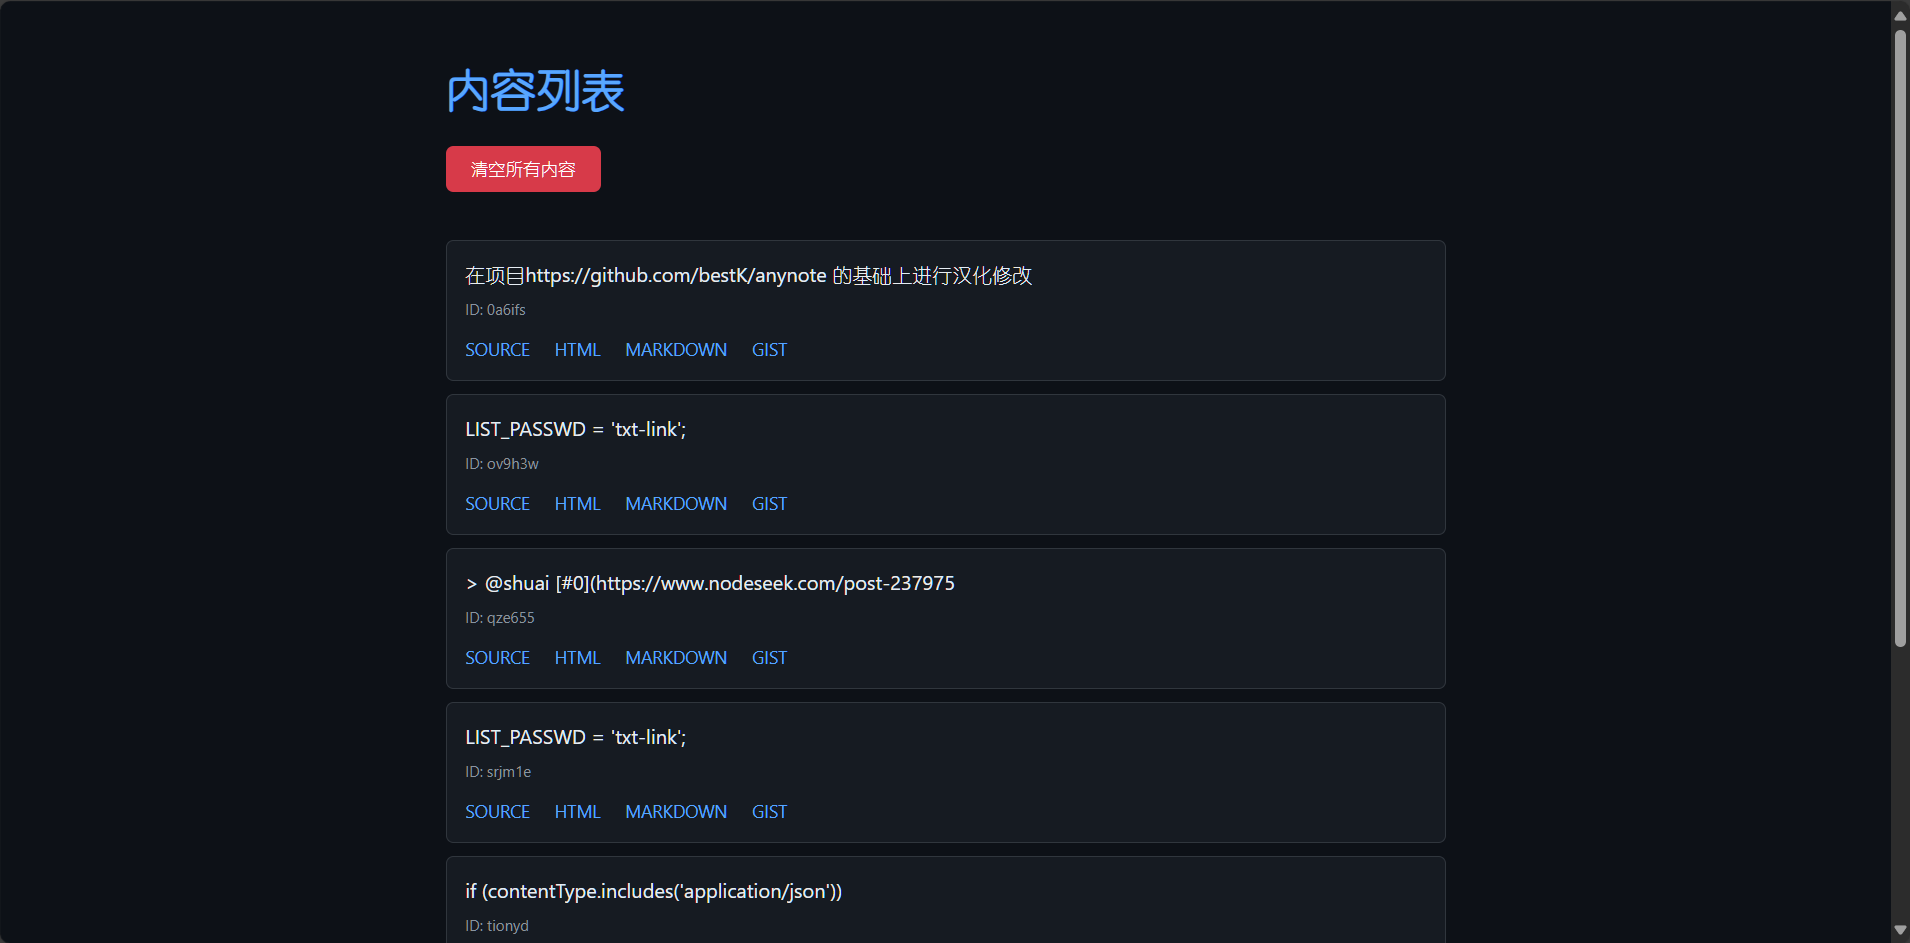 内容列表
清空所有内容
在项目https://github.com/bestK/anynote 的基础上进行汉化修改
ID: 0a6ifs
SOURCE HTML MARKDOWN GIST
LIST_PASSWD = 'txt-link';
ID: ov9h3w
SOURCE HTML MARKDOWN GIST
> @shuai [#0](https://www.nodeseek.com/post-237975
ID: qze655
SOURCE HTML MARKDOWN GIST
LIST_PASSWD = 'txt-link';
ID: srjm1e
SOURCE HTML MARKDOWN GIST
if (contentType.includes('application/json'))
ID: tionyd